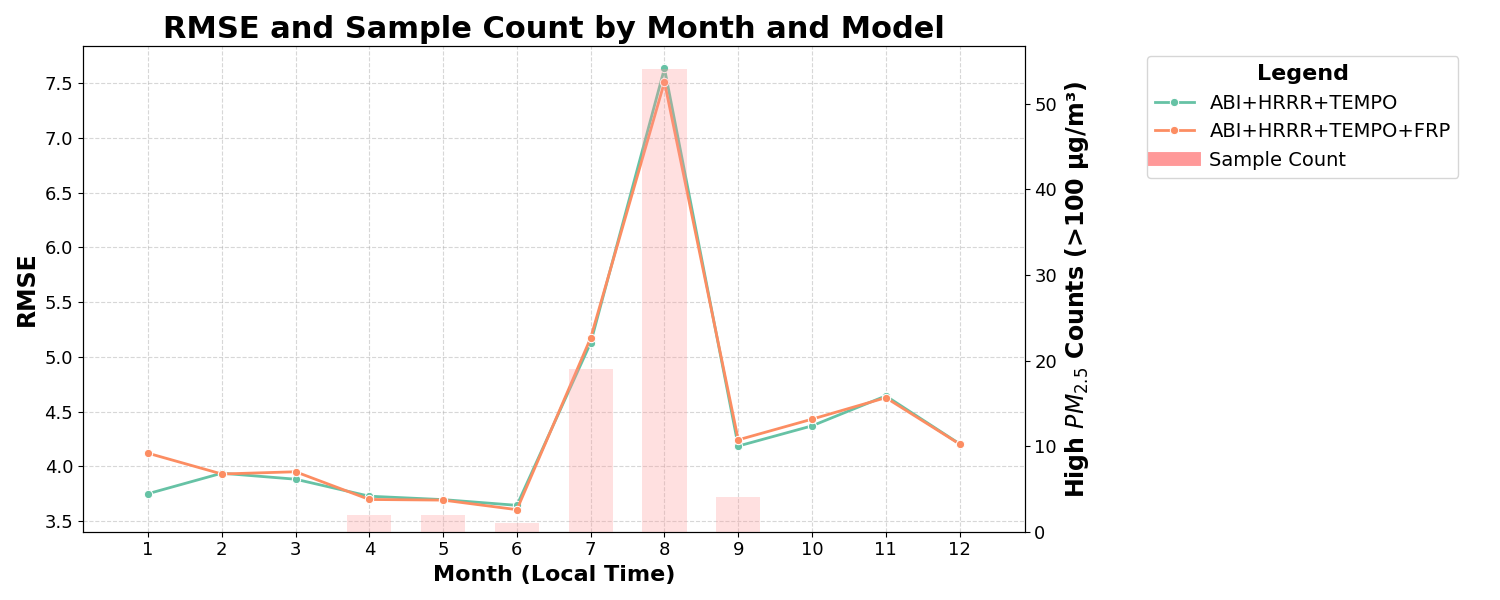 RMSE and Sample Count by Month and Model
RMSE
7.5
7.0
6.5
6.0
5.5
5.0
4.5
4.0
3.5
1 2 3 4 5 6 7 8 9 10 11 12
Month (Local Time)
50
40
30
20
10
0
High PM2.5 Counts (>100 µg/m³)
Legend
ABI+HRRR+TEMPO
ABI+HRRR+TEMPO+FRP
Sample Count